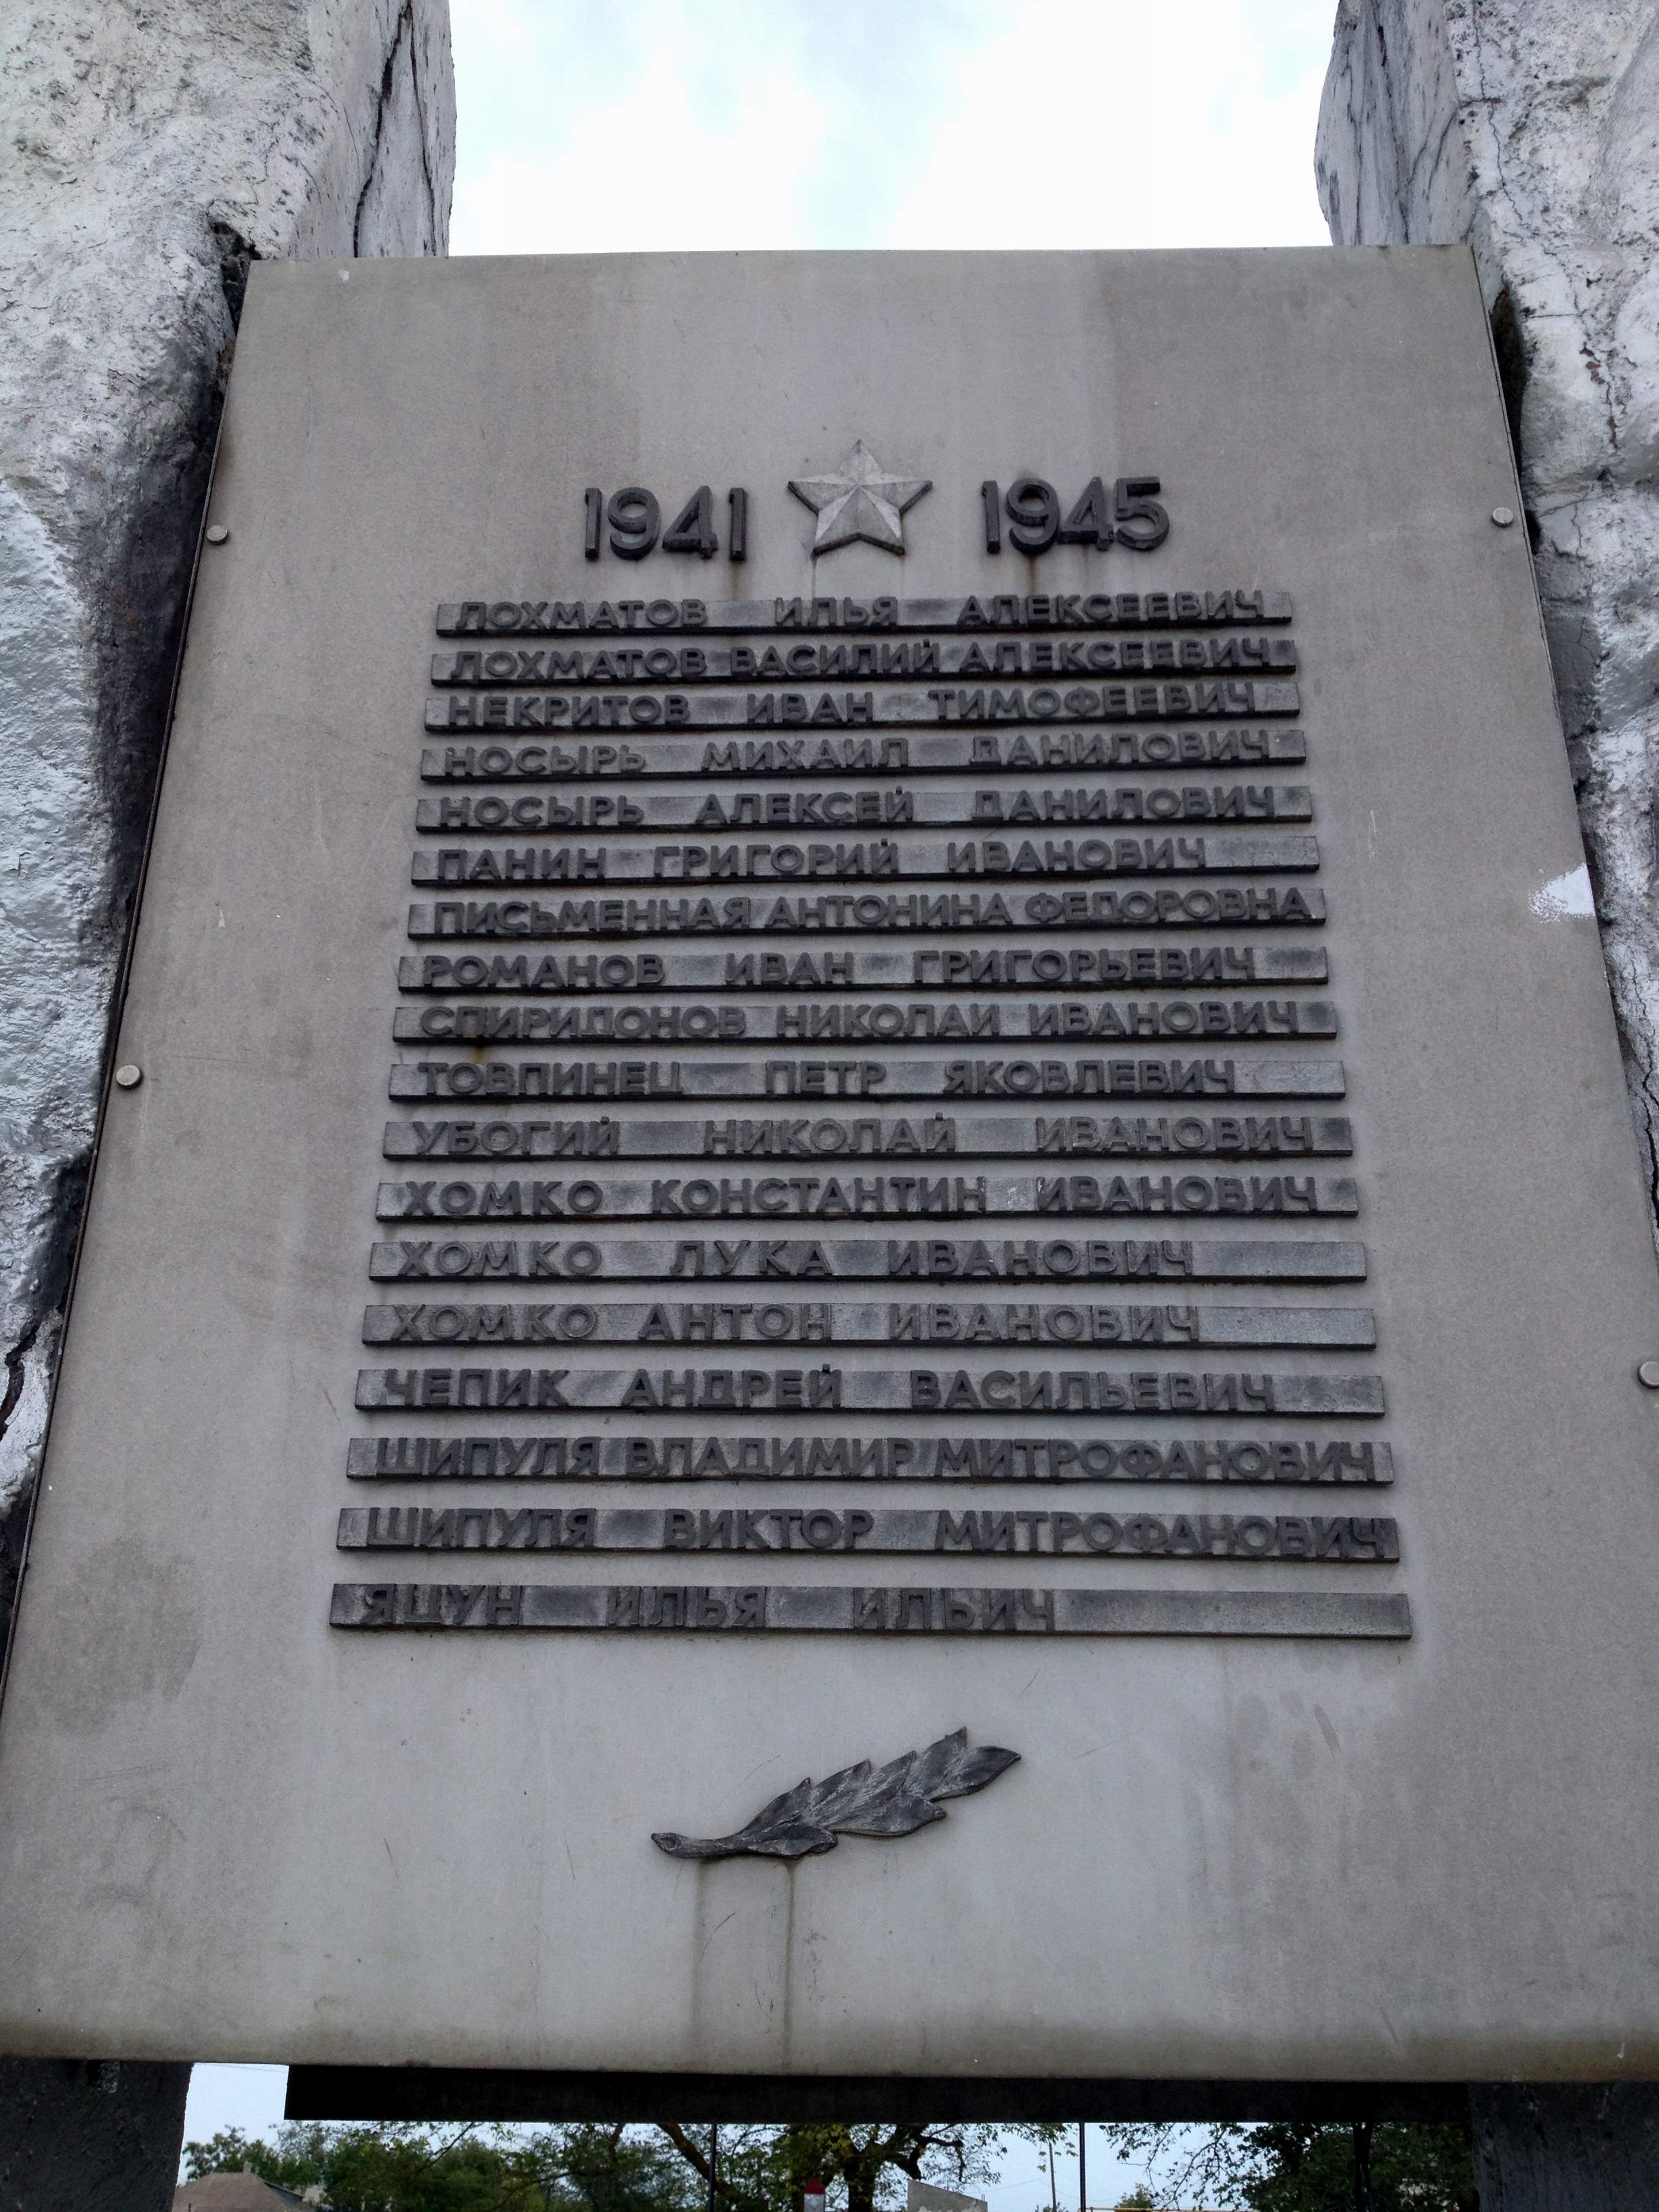 1941 1945
ЛОХМАТОВ ИЛЬЯ АЛЕКСЕЕВИЧ
ЛОХМАТОВ ВАСИЛИЙ АЛЕКСЕЕВИЧ
НЕКРИТОВ ИВАН ТИМОФЕЕВИЧ
НОСЫРЬ МИХАИЛ ДАНИЛОВИЧ
НОСЫРЬ АЛЕКСЕЙ ДАНИЛОВИЧ
ПАНИН ГРИГОРИЙ ИВАНОВИЧ
ПИСЬМЕННАЯ АНТОНИНА ФЕДОРОВНА
РОМАНОВ ИВАН ГРИГОРЬЕВИЧ
СПИРИДОНОВ НИКОЛАИ ИВАНОВИЧ
ТОВПИНЕЦ ПЕТР ЯКОВЛЕВИЧ
УБОГИЙ НИКОЛАЙ ИВАНОВИЧ
ХОМКО КОНСТАНТИН ИВАНОВИЧ
ХОМКО ЛУКА ИВАНОВИЧ
ХОМКО АНТОН ИВАНОВИЧ
ЧЕПИК АНДРЕЙ ВАСИЛЬЕВИЧ
ШИПУЛЯ ВЛАДИМИР МИТРОФАНОВИЧ
ШИПУЛЯ ВИКТОР МИТРОФАНОВИЧ
ЯЦУН ИЛЬЯ ИЛЬИЧ